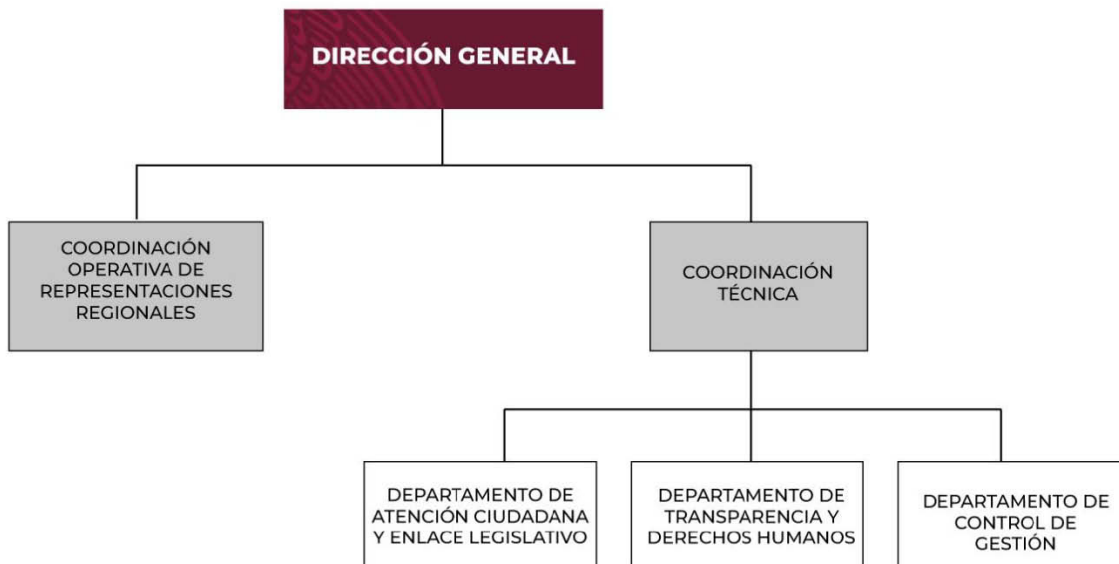 DIRECCIÓN GENERAL
COORDINACIÓN
OPERATIVA DE
REPRESENTACIONES
REGIONALES
COORDINACIÓN
TÉCNICA
DEPARTAMENTO DE
ATENCIÓN CIUDADANA
Y ENLACE LEGISLATIVO
DEPARTAMENTO DE
TRANSPARENCIA Y
DERECHOS HUMANOS
DEPARTAMENTO DE
CONTROL DE
GESTIÓN